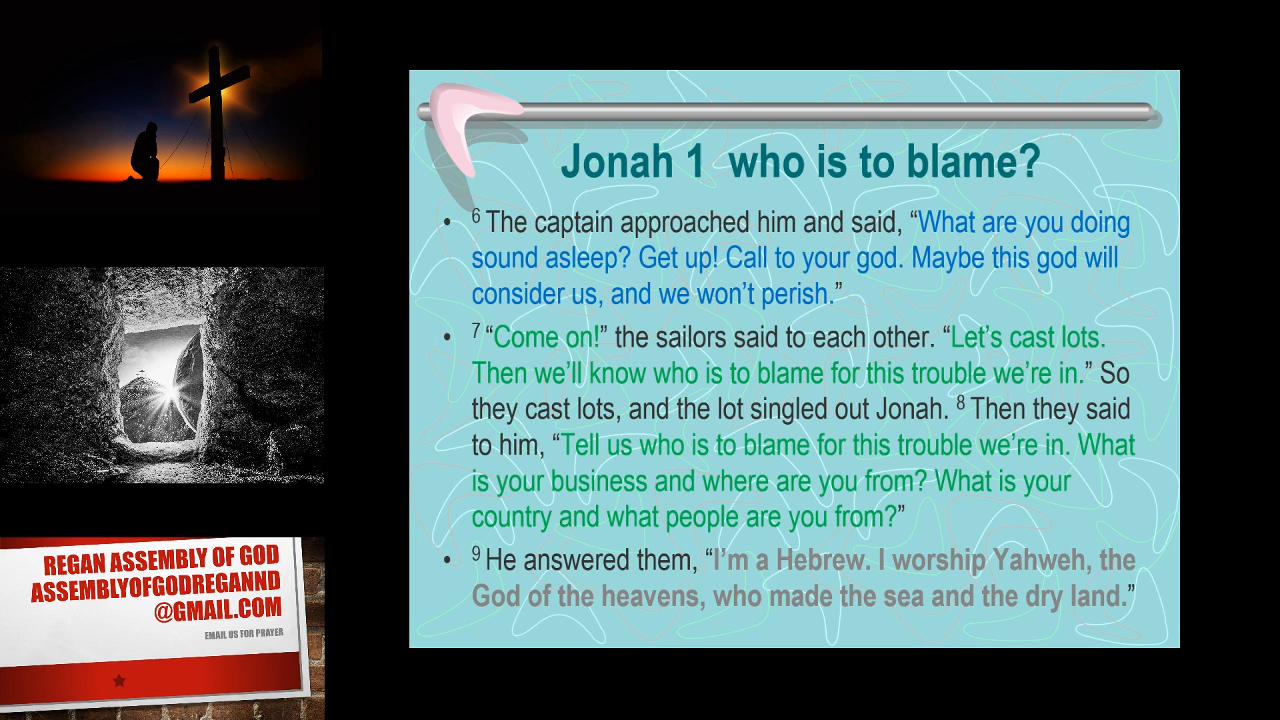 Jonah 1  who is to blame?
• 6 The captain approached him and said, “What are you doing
sound asleep? Get up! Call to your god. Maybe this god will
consider us, and we won’t perish.”
• 7 “Come on!” the sailors said to each other. “Let’s cast lots.
Then we’ll know who is to blame for this trouble we’re in.” So
they cast lots, and the lot singled out Jonah. 8 Then they said
to him, “Tell us who is to blame for this trouble we’re in. What
is your business and where are you from? What is your
country and what people are you from?”
• 9 He answered them, “I’m a Hebrew. I worship Yahweh, the
God of the heavens, who made the sea and the dry land.”
REGAN ASSEMBLY OF GOD
ASSEMBLYOFGODREGANND
@GMAIL.COM
EMAIL US FOR PRAYER